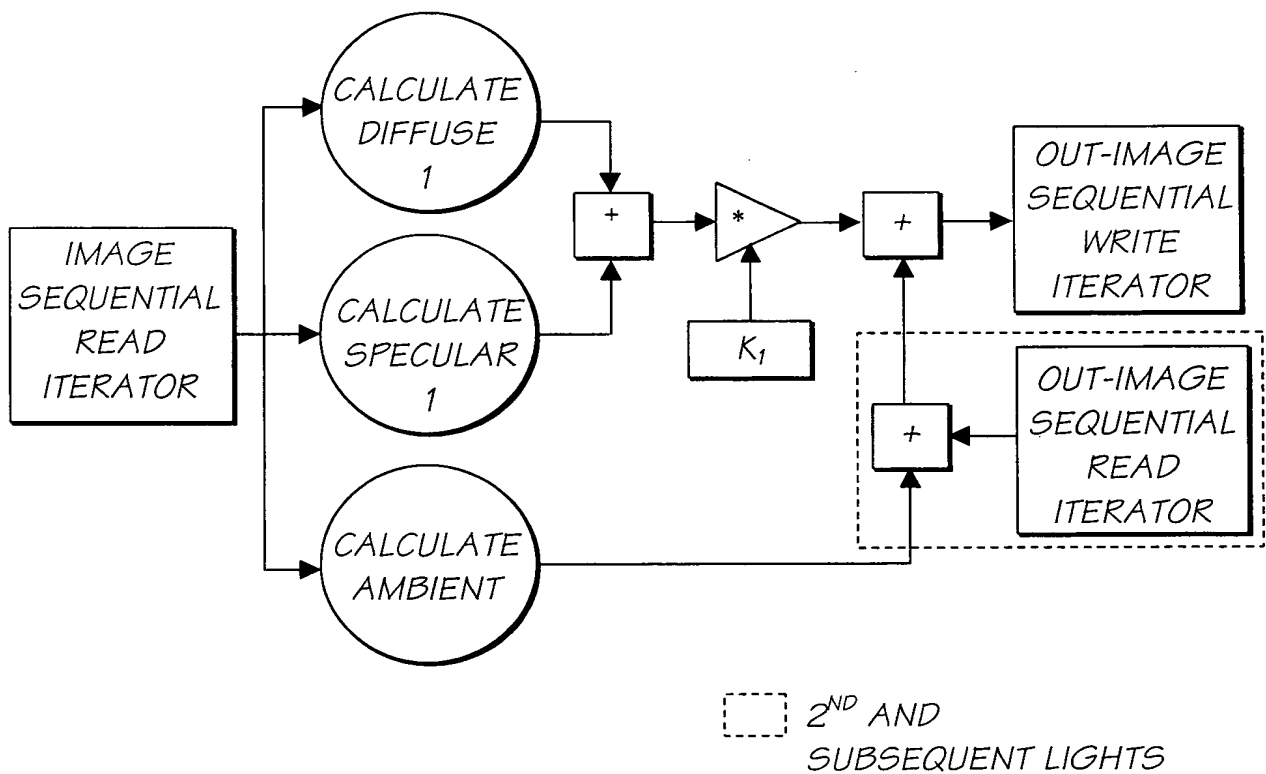 CALCULATE
DIFFUSE
1
IMAGE
SEQUENTIAL
READ
ITERATOR
CALCULATE
SPECULAR
1
CALCULATE
AMBIENT
+
*
K₁
+
OUT-IMAGE
SEQUENTIAL
WRITE
ITERATOR
+
OUT-IMAGE
SEQUENTIAL
READ
ITERATOR
2ᴺᴰ AND
SUBSEQUENT LIGHTS